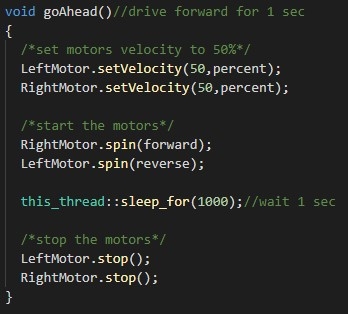 void goAhead()//drive forward for 1 sec
{
/*set motors velocity to 50%*/
LeftMotor.setVelocity(50,percent);
RightMotor.setVelocity(50,percent);
/*start the motors*/
RightMotor.spin(forward);
LeftMotor.spin(reverse);
this_thread::sleep_for(1000);//wait 1 sec
/*stop the motors*/
LeftMotor.stop();
RightMotor.stop();
}